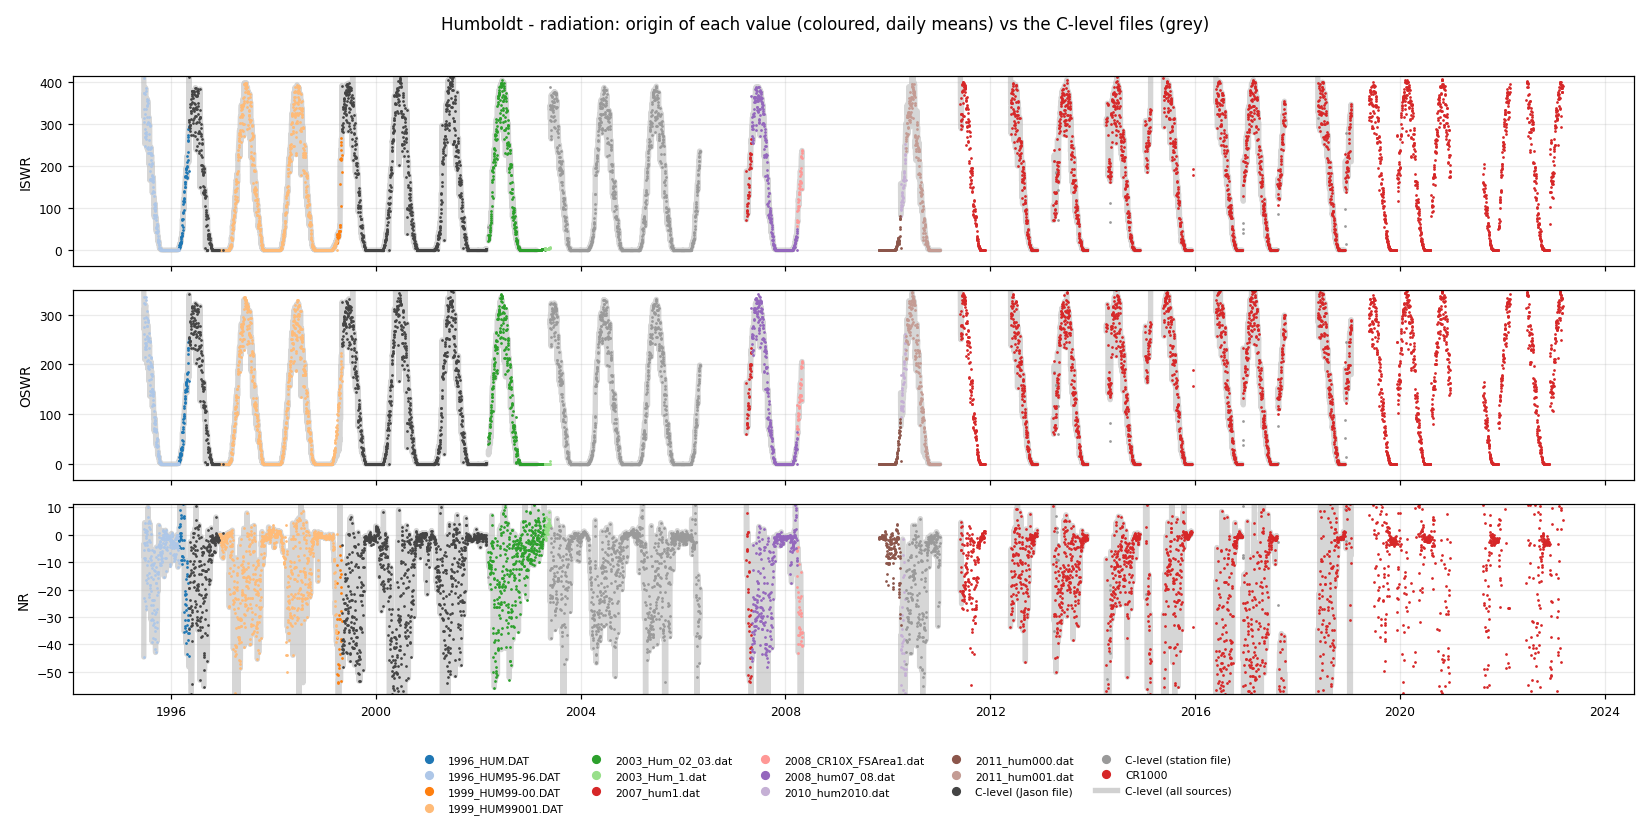 Humboldt - radiation: origin of each value (coloured, daily means) vs the C-level files (grey)
400
300
200
100
0
ISWR
300
200
100
0
OSWR
10
0
−10
−20
−30
−40
−50
NR
1996 2000 2004 2008 2012 2016 2020 2024
1996_HUM.DAT
1996_HUM95-96.DAT
1999_HUM99-00.DAT
1999_HUM99001.DAT
2003_Hum_02_03.dat
2003_Hum_1.dat
2007_hum1.dat
2008_CR10X_FSArea1.dat
2008_hum07_08.dat
2010_hum2010.dat
2011_hum000.dat
2011_hum001.dat
C-level (Jason file)
C-level (station file)
CR1000
C-level (all sources)